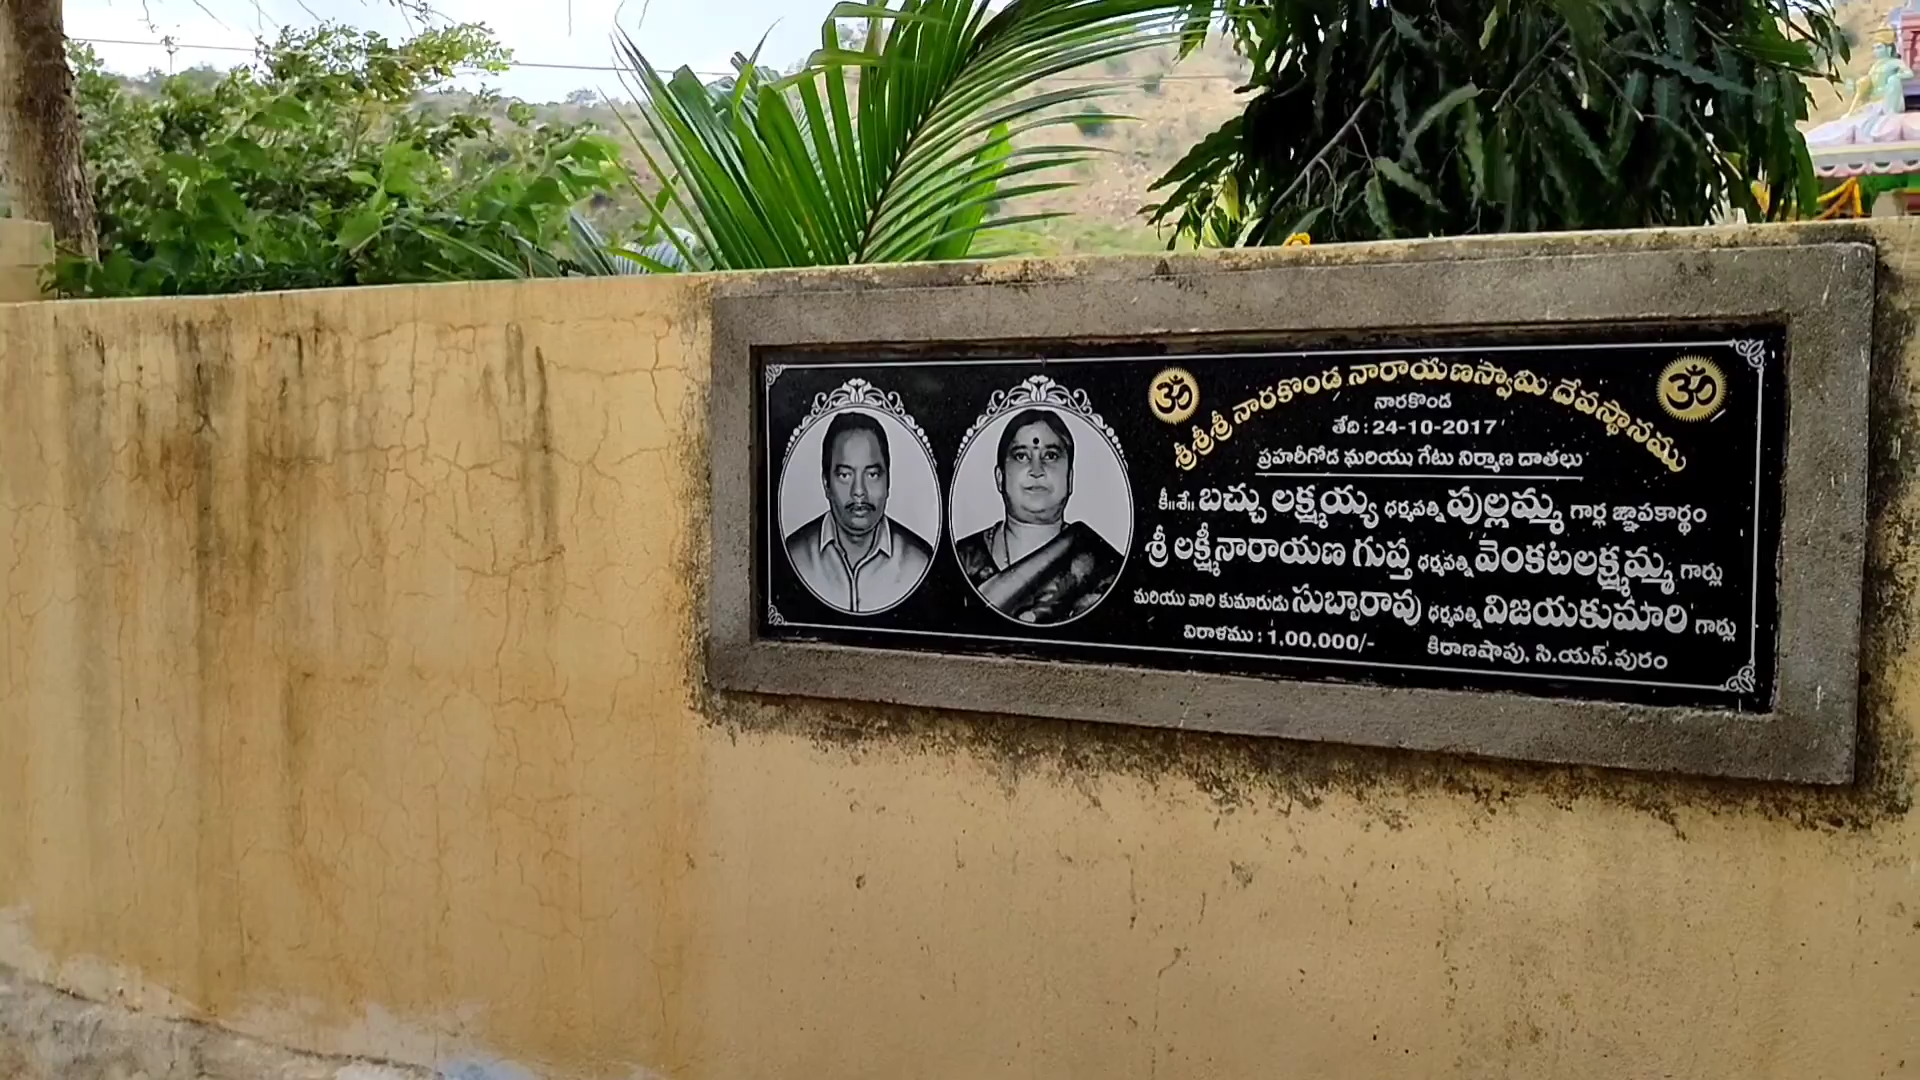 ॐ శ్రీశ్రీశ్రీ నారకొండ నారాయణస్వామి దేవస్థానము ॐ
నారకొండ
తేది : 24-10-2017
ప్రహరీగోడ మరియు గేటు నిర్మాణ దాతలు
కీ॥శే॥ బచ్చు లక్ష్మయ్య ధర్మపత్ని పుల్లమ్మ గార్ల జ్ఞాపకార్థం
శ్రీ లక్ష్మీనారాయణ గుప్త ధర్మపత్ని వెంకటలక్ష్మమ్మ గార్లు
మరియు వారి కుమారుడు సుబ్బారావు ధర్మపత్ని విజయకుమారి గార్లు
విరాళము : 1,00,000/- కిరాణషాపు, సి.యస్.పురం